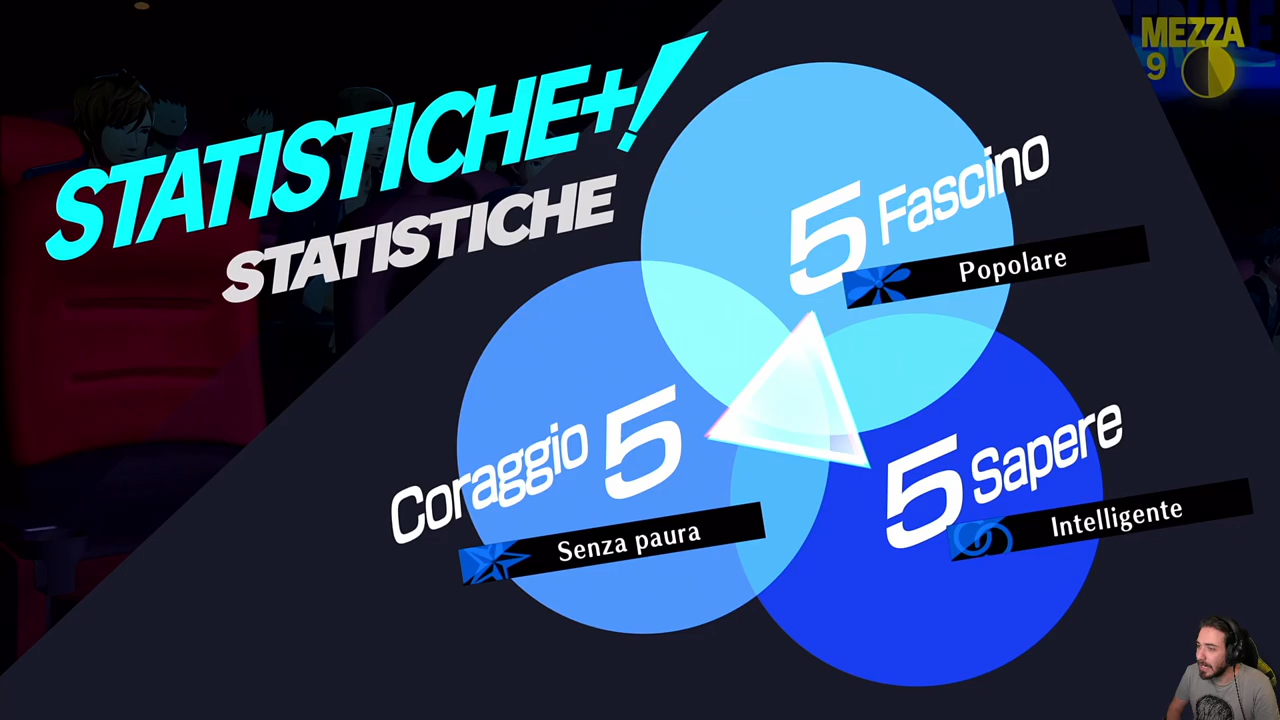 STATISTICHE+!
STATISTICHE
MEZZA
9
5 Fascino
Popolare
Coraggio 5
Senza paura
5 Sapere
Intelligente